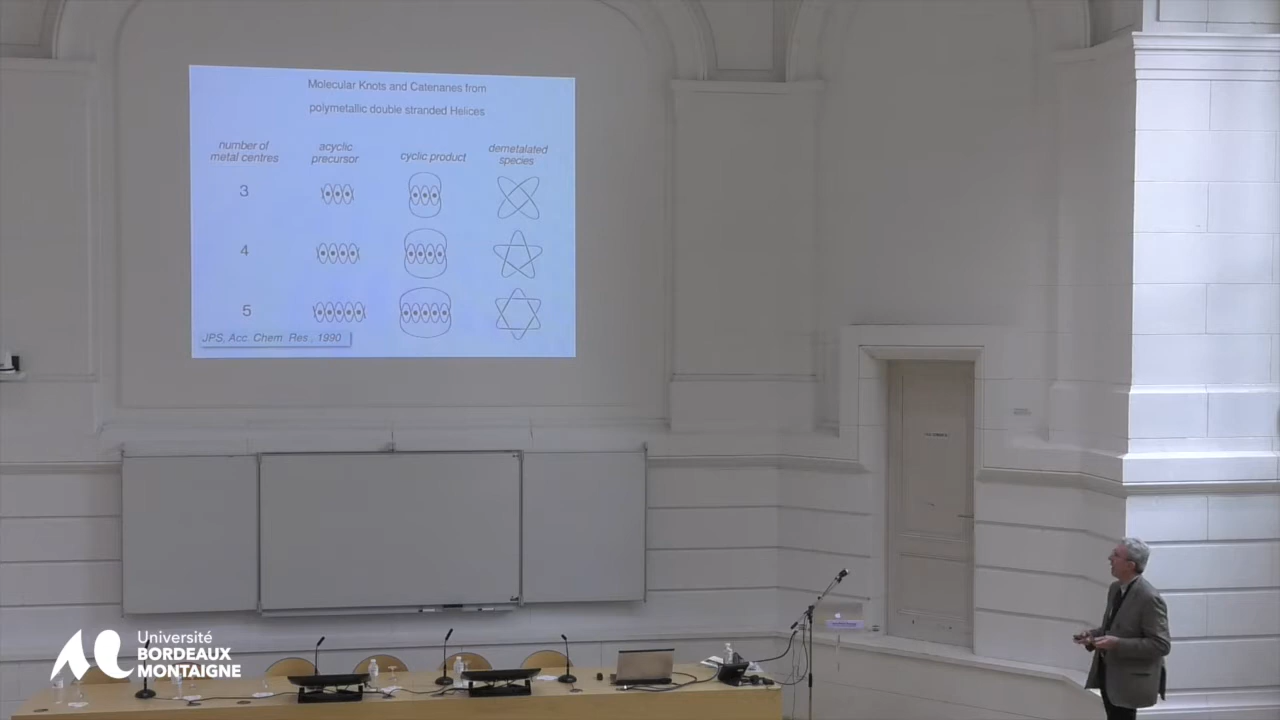 Molecular Knots and Catenanes from
polymetallic double stranded Helices
number of
metal centres
acyclic
precursor
cyclic product
demetalated
species
3
4
5
JPS, Acc. Chem Res., 1990
Université
BORDEAUX
MONTAIGNE